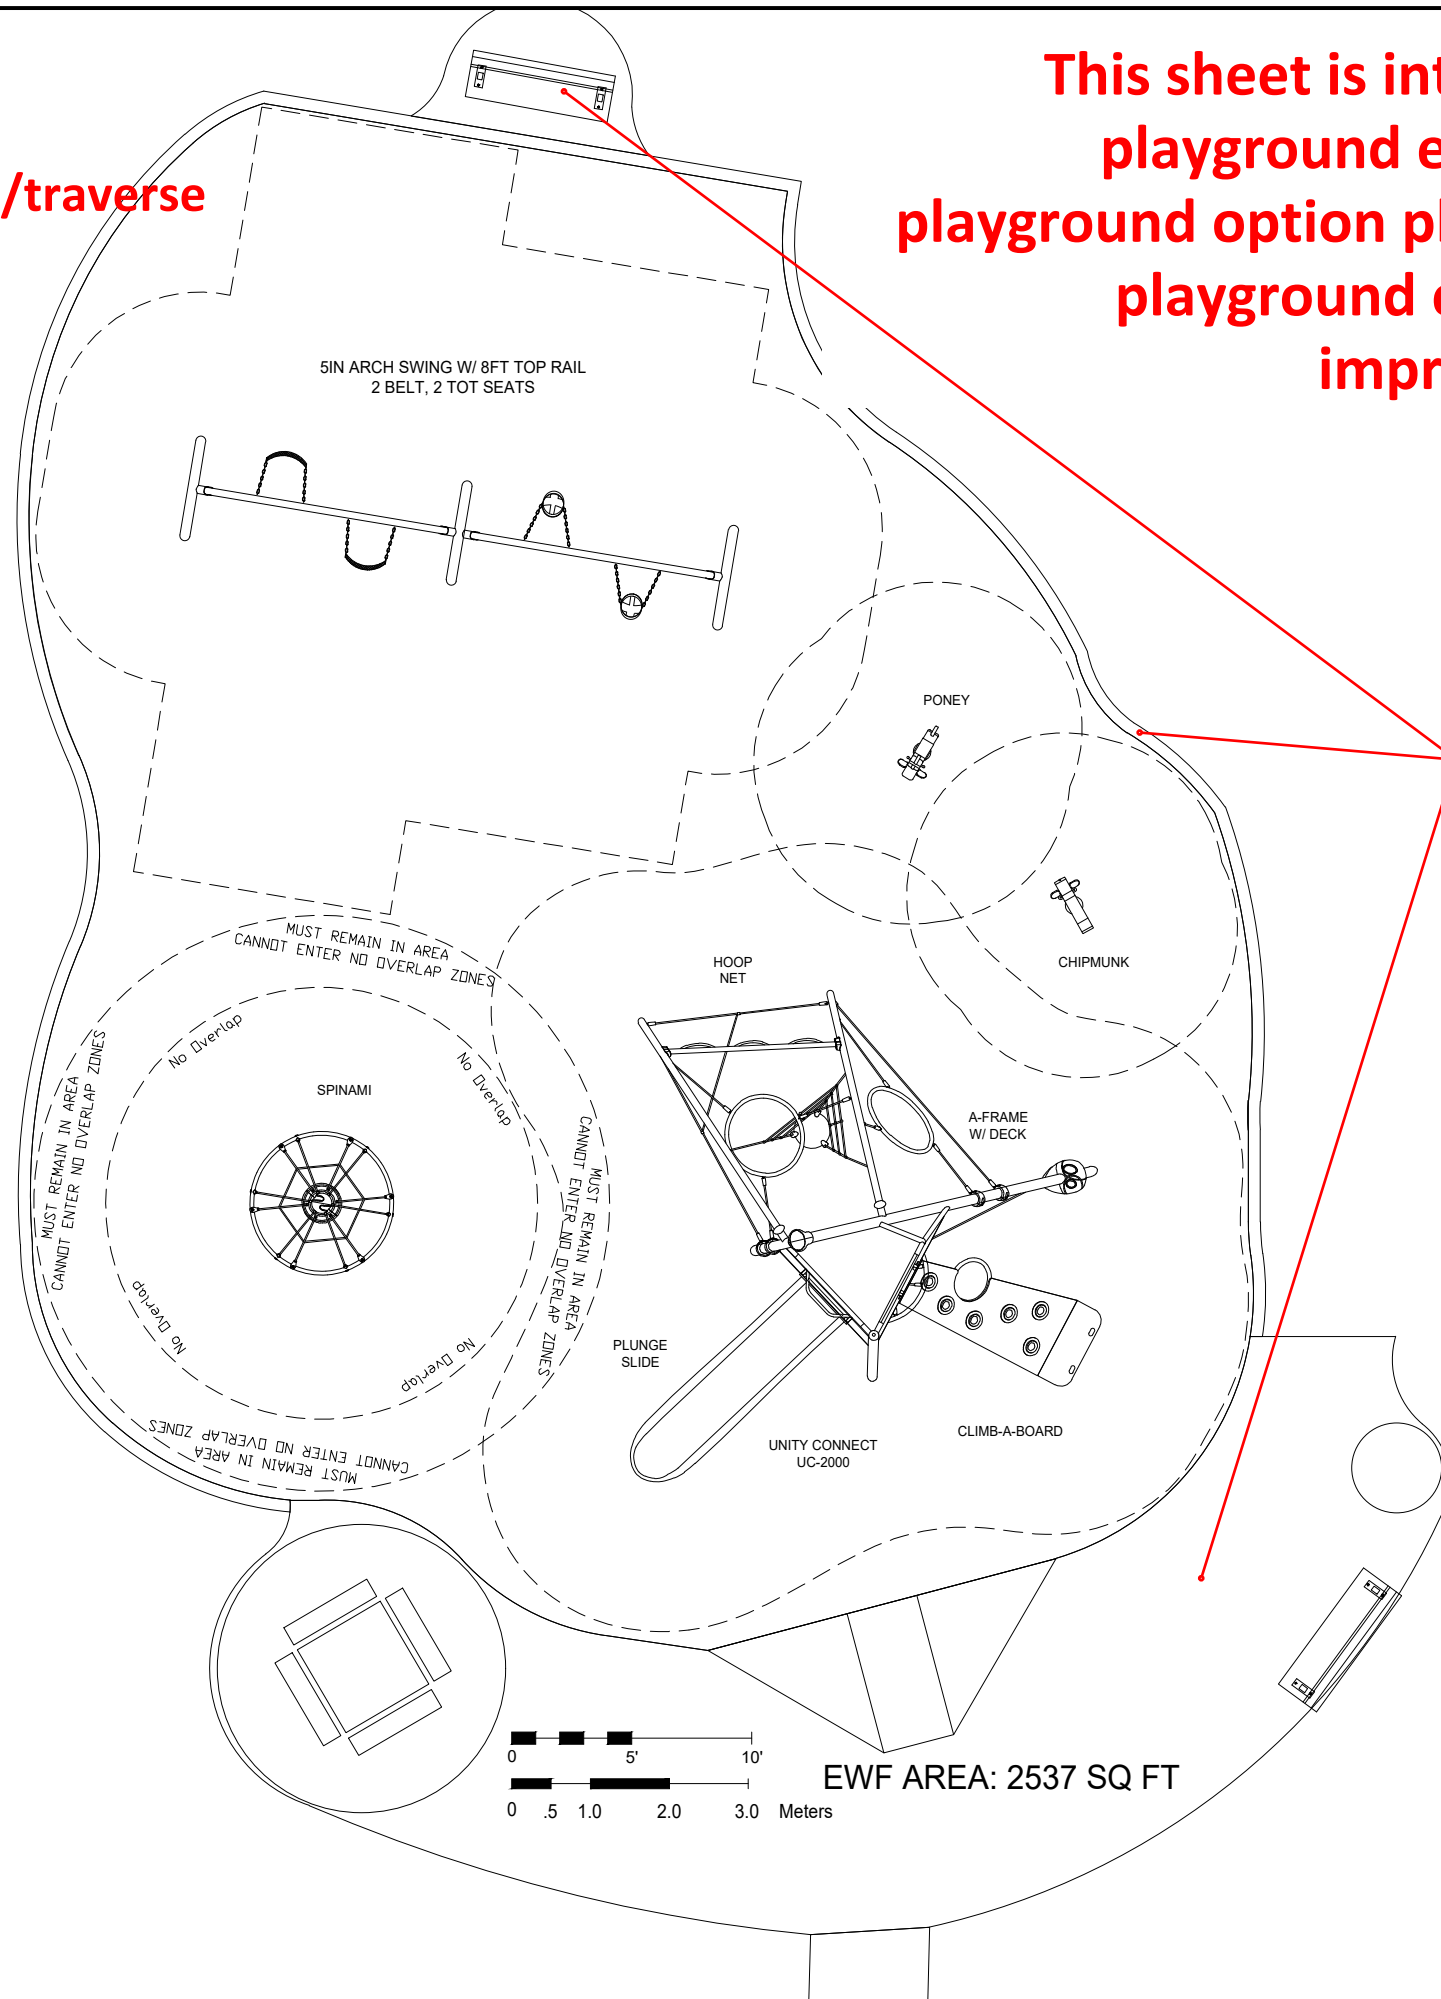 This sheet is int
playground e
/traverse
playground option pl
playground
impr
5IN ARCH SWING W/ 8FT TOP RAIL
2 BELT, 2 TOT SEATS
PONEY
CHIPMUNK
HOOP
NET
MUST REMAIN IN AREA
CANNOT ENTER NO OVERLAP ZONES
No Overlap
No Overlap
MUST REMAIN IN AREA
CANNOT ENTER NO OVERLAP ZONES
SPINAMI
A-FRAME
W/ DECK
MUST REMAIN IN AREA
CANNOT ENTER NO OVERLAP ZONES
No Overlap
No Overlap
PLUNGE
SLIDE
UNITY CONNECT
UC-2000
CLIMB-A-BOARD
MUST REMAIN IN AREA
CANNOT ENTER NO OVERLAP ZONES
0 5' 10'
0 .5 1.0 2.0 3.0 Meters
EWF AREA: 2537 SQ FT